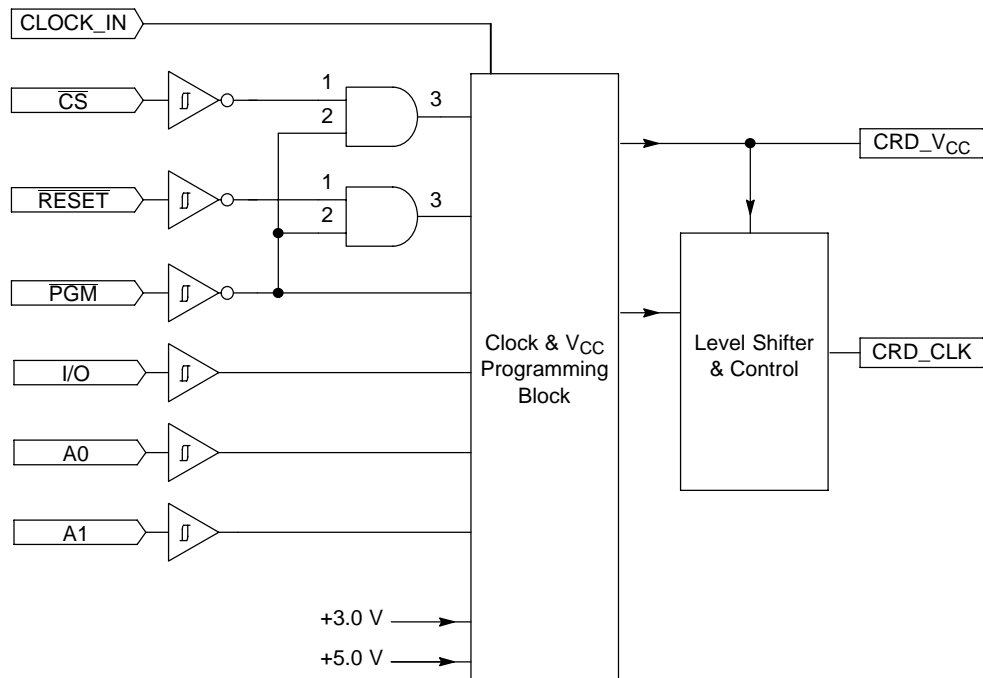 CLOCK_IN
CS
1
2
3
RESET
1
2
3
PGM
I/O
A0
A1
+3.0 V
+5.0 V
Clock & VCC
Programming
Block
CRD_VCC
Level Shifter
& Control
CRD_CLK